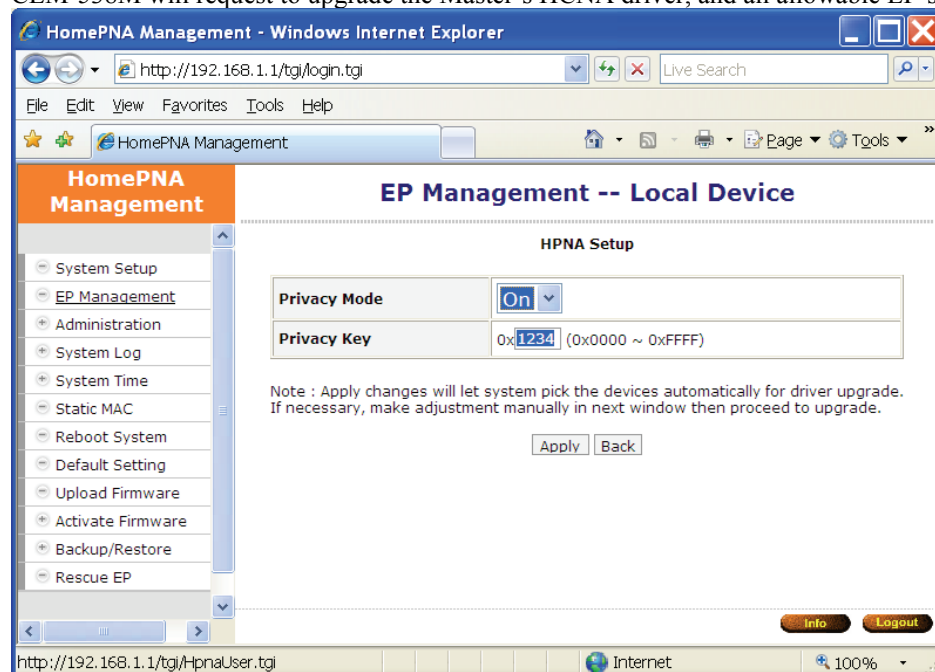 HomePNA Management - Windows Internet Explorer
http://192.168.1.1/tgi/login.tgi
Live Search
File Edit View Favorites Tools Help
HomePNA Management
Page Tools »
HomePNA
Management
System Setup
EP Management
Administration
System Log
System Time
Static MAC
Reboot System
Default Setting
Upload Firmware
Activate Firmware
Backup/Restore
Rescue EP
EP Management -- Local Device
HPNA Setup
Privacy Mode On
Privacy Key 0x1234 (0x0000 ~ 0xFFFF)
Note : Apply changes will let system pick the devices automatically for driver upgrade.
If necessary, make adjustment manually in next window then proceed to upgrade.
Apply Back
Info Logout
http://192.168.1.1/tgi/HpnaUser.tgi Internet 100%